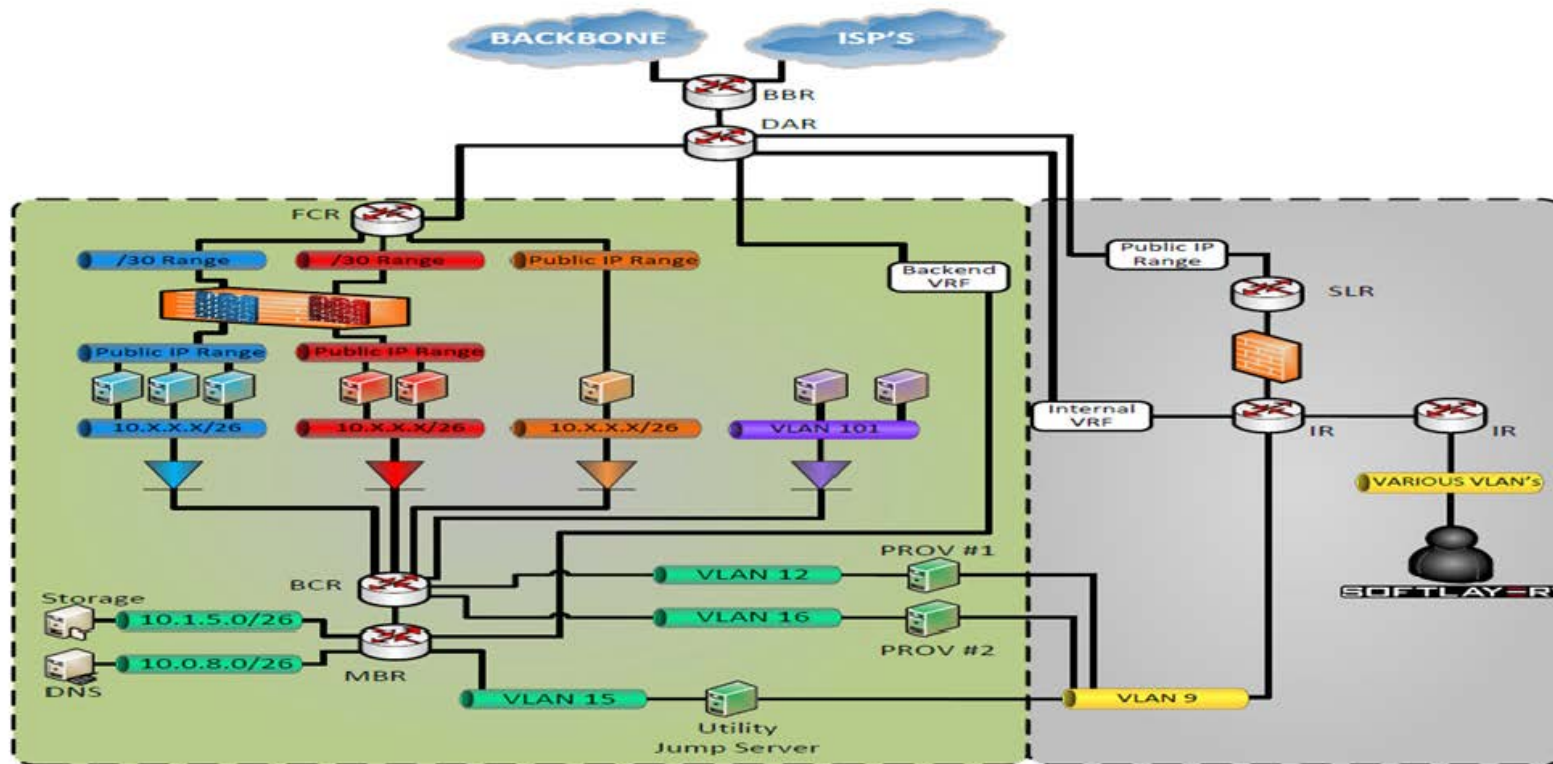 BACKBONE
ISP'S
BBR
DAR
FCR
/30 Range
/30 Range
Public IP Range
Backend
VRF
Public IP
Range
SLR
Public IP Range
Public IP Range
10.X.X.X/26
10.X.X.X/26
10.X.X.X/26
VLAN 101
Internal
VRF
IR
IR
VARIOUS VLAN's
SOFTLAYER
BCR
VLAN 12
PROV #1
Storage
10.1.5.0/26
VLAN 16
PROV #2
10.0.8.0/26
DNS
MBR
VLAN 15
Utility
Jump Server
VLAN 9